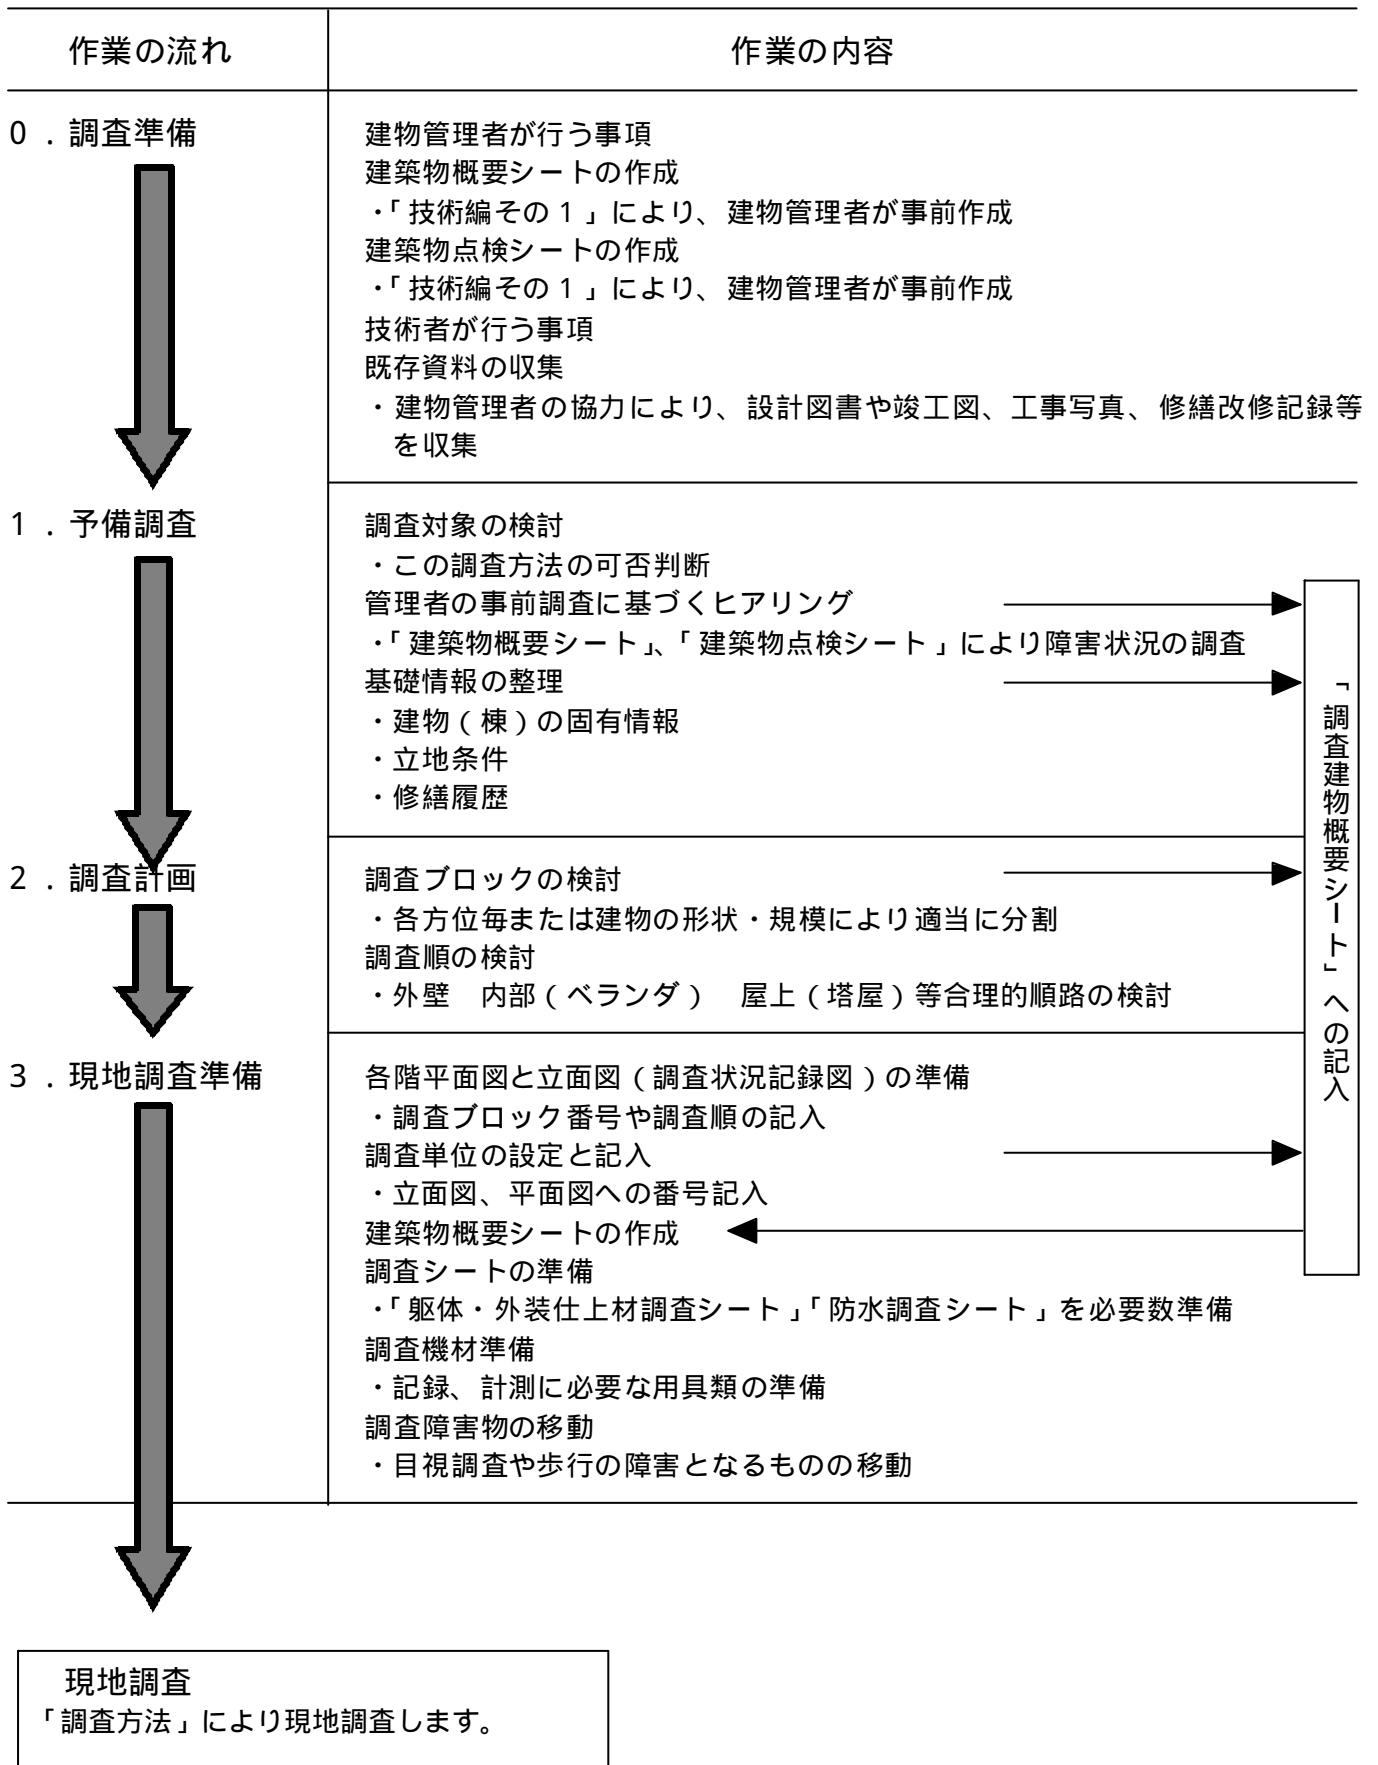 作業の流れ
作業の内容
0．調査準備
建物管理者が行う事項
建築物概要シートの作成
・「技術編その1」により、建物管理者が事前作成
建築物点検シートの作成
・「技術編その1」により、建物管理者が事前作成
技術者が行う事項
既存資料の収集
・建物管理者の協力により、設計図書や竣工図、工事写真、修繕改修記録等
を収集
1．予備調査
調査対象の検討
・この調査方法の可否判断
管理者の事前調査に基づくヒアリング
・「建築物概要シート」、「建築物点検シート」により障害状況の調査
基礎情報の整理
・建物（棟）の固有情報
・立地条件
・修繕履歴
2．調査計画
調査ブロックの検討
・各方位毎または建物の形状・規模により適当に分割
調査順の検討
・外壁　内部（ベランダ）　屋上（塔屋）等合理的順路の検討
3．現地調査準備
各階平面図と立面図（調査状況記録図）の準備
・調査ブロック番号や調査順の記入
調査単位の設定と記入
・立面図、平面図への番号記入
建築物概要シートの作成
調査シートの準備
・「躯体・外装仕上材調査シート」「防水調査シート」を必要数準備
調査機材準備
・記録、計測に必要な用具類の準備
調査障害物の移動
・目視調査や歩行の障害となるものの移動
「調査建物概要シート」への記入
現地調査
「調査方法」により現地調査します。